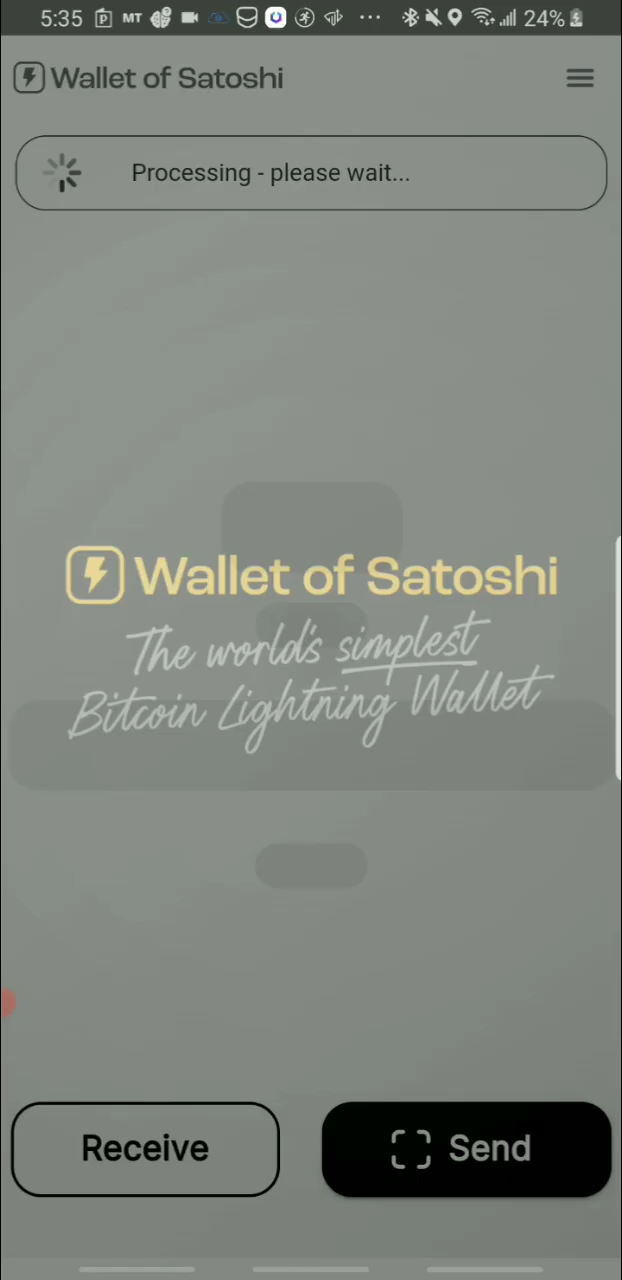 5:35 MT 24%
Wallet of Satoshi
Processing - please wait...
Wallet of Satoshi
The world's simplest
Bitcoin Lightning Wallet
Receive Send